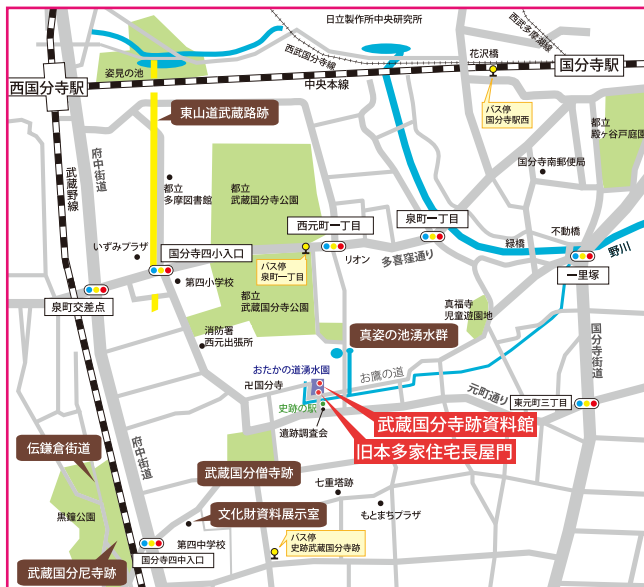 日立製作所中央研究所
西武国分寺線
西武多摩湖線
花沢橋
国分寺駅
姿見の池
西国分寺駅
中央本線
バス停
国分寺駅西
東山道武蔵路跡
都立
殿ヶ谷戸庭園
府中街道
武蔵野線
国分寺南郵便局
都立
多摩図書館
都立
武蔵国分寺公園
西元町一丁目
泉町一丁目
不動橋
いずみプラザ
国分寺四小入口
リオン
多喜窪通り
緑橋
野川
バス停
泉町一丁目
第四小学校
一里塚
泉町交差点
都立
武蔵国分寺公園
真福寺
児童遊園地
消防署
西元出張所
真姿の池湧水群
国分寺街道
おたかの道湧水園
お鷹の道
卍国分寺
元町通り
史跡の駅
東元町三丁目
武蔵国分寺跡資料館
遺跡調査会
旧本多家住宅長屋門
府中街道
伝鎌倉街道
武蔵国分僧寺跡
七重塔跡
黒鐘公園
文化財資料展示室
もとまちプラザ
第四中学校
バス停
史跡武蔵国分寺跡
国分寺四中入口
武蔵国分尼寺跡